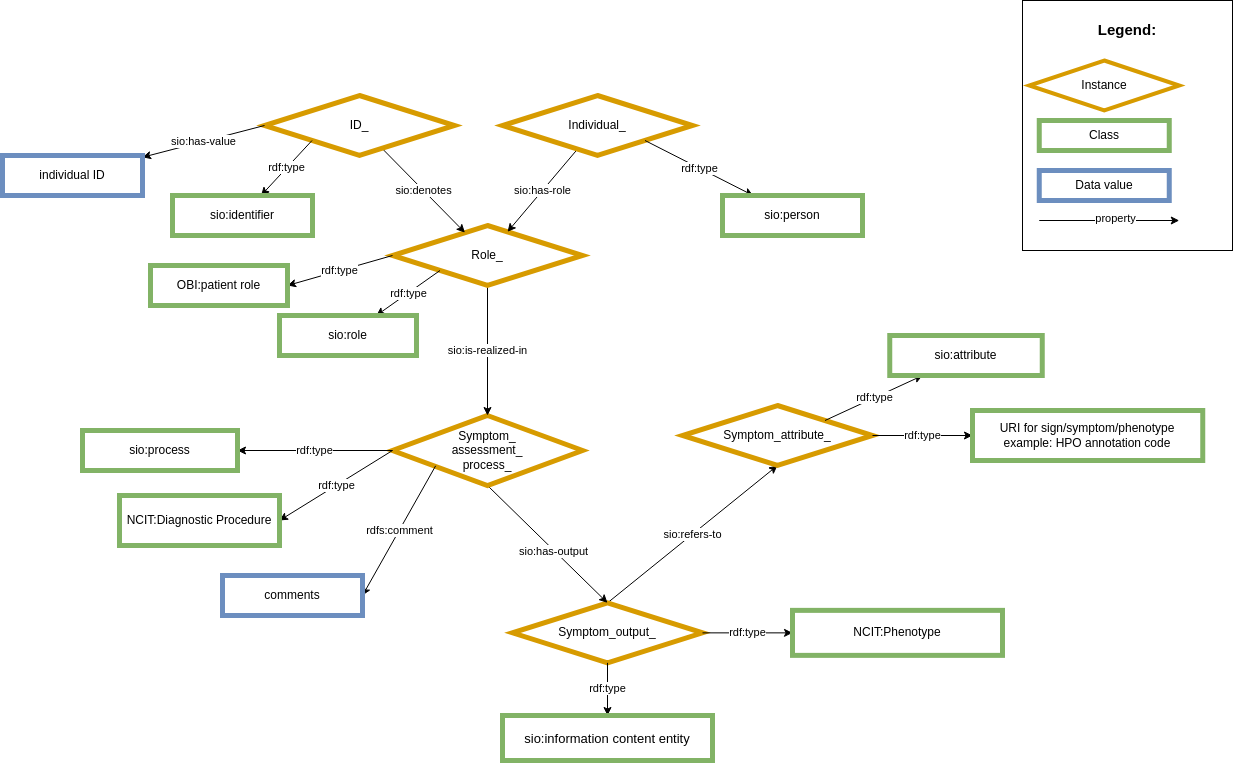 Legend:
Instance
Class
Data value
property
ID_
Individual_
sio:has-value
rdf:type
rdf:type
individual ID
sio:denotes
sio:has-role
sio:identifier
sio:person
Role_
rdf:type
OBI:patient role
rdf:type
sio:role
sio:is-realized-in
sio:attribute
rdf:type
Symptom_
assessment_
process_
sio:process
rdf:type
Symptom_attribute_
rdf:type
URI for sign/symptom/phenotype
example: HPO annotation code
rdf:type
NCIT:Diagnostic Procedure
rdfs:comment
sio:refers-to
sio:has-output
comments
Symptom_output_
rdf:type
NCIT:Phenotype
rdf:type
sio:information content entity